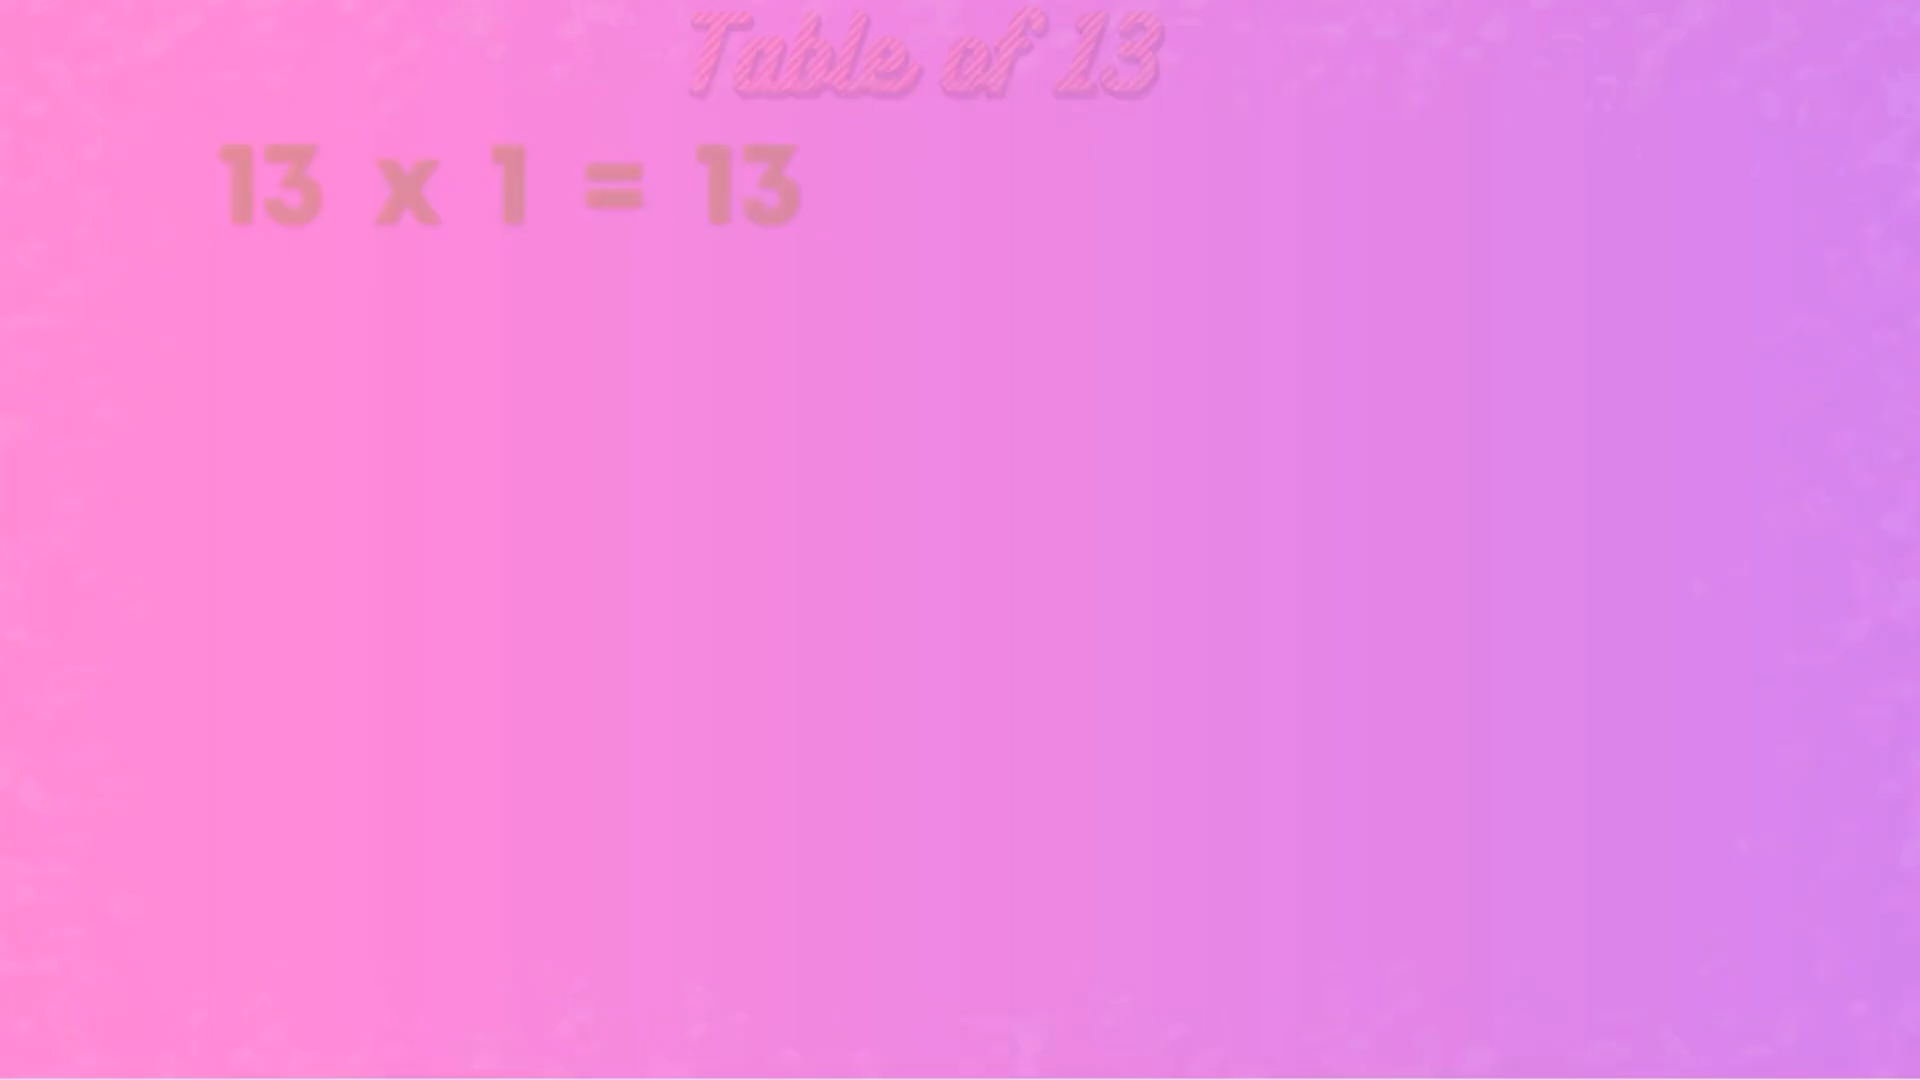 Table of 13
13 x 1 = 13